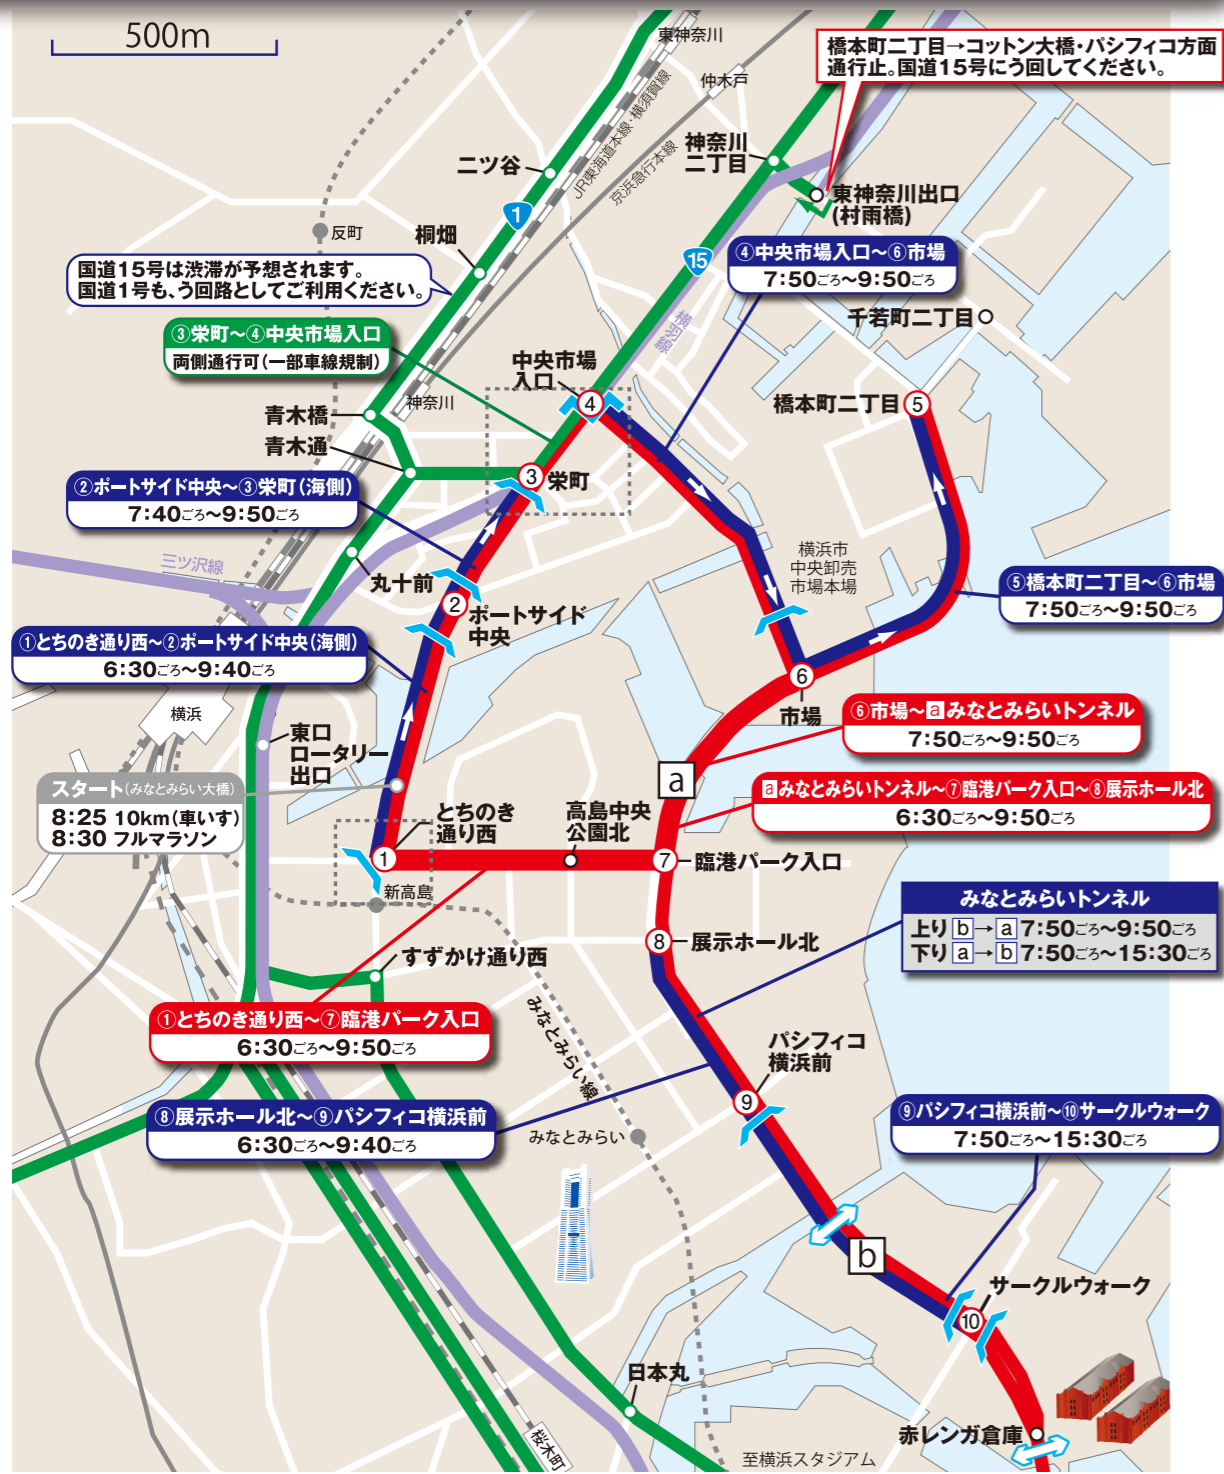 500m
東神奈川
橋本町二丁目→コットン大橋・パシフィコ方面
通行止。国道15号にう回してください。
仲木戸
JR東海道本線・横須賀線
京浜急行本線
神奈川
二丁目
二ツ谷
東神奈川出口
(村雨橋)
1
反町
桐畑
15
④中央市場入口～⑥市場
7:50ごろ～9:50ごろ
国道15号は渋滞が予想されます。
国道1号も、う回路としてご利用ください。
千若町二丁目
横羽線
③栄町～④中央市場入口
両側通行可(一部車線規制)
中央市場
入口
神奈川
4
橋本町二丁目
5
青木橋
青木通
3
栄町
②ポートサイド中央～③栄町(海側)
7:40ごろ～9:50ごろ
横浜市
中央卸売
市場本場
三ツ沢線
丸十前
⑤橋本町二丁目～⑥市場
7:50ごろ～9:50ごろ
2
ポートサイド
中央
①とちのき通り西～②ポートサイド中央(海側)
6:30ごろ～9:40ごろ
6
市場
横浜
東口
ロータリー
出口
⑥市場～aみなとみらいトンネル
7:50ごろ～9:50ごろ
a
スタート(みなとみらい大橋)
8:25 10km(車いす)
8:30 フルマラソン
aみなとみらいトンネル～⑦臨港パーク入口～⑧展示ホール北
6:30ごろ～9:50ごろ
とちのき
通り西
高島中央
公園北
1
7
臨港パーク入口
新高島
みなとみらいトンネル
上り b→a 7:50ごろ～9:50ごろ
下り a→b 7:50ごろ～15:30ごろ
8
展示ホール北
すずかけ通り西
みなとみらい線
①とちのき通り西～⑦臨港パーク入口
6:30ごろ～9:50ごろ
パシフィコ
横浜前
9
⑧展示ホール北～⑨パシフィコ横浜前
6:30ごろ～9:40ごろ
⑨パシフィコ横浜前～⑩サークルウォーク
7:50ごろ～15:30ごろ
みなとみらい
b
サークルウォーク
10
日本丸
赤レンガ倉庫
桜木町
至横浜スタジアム